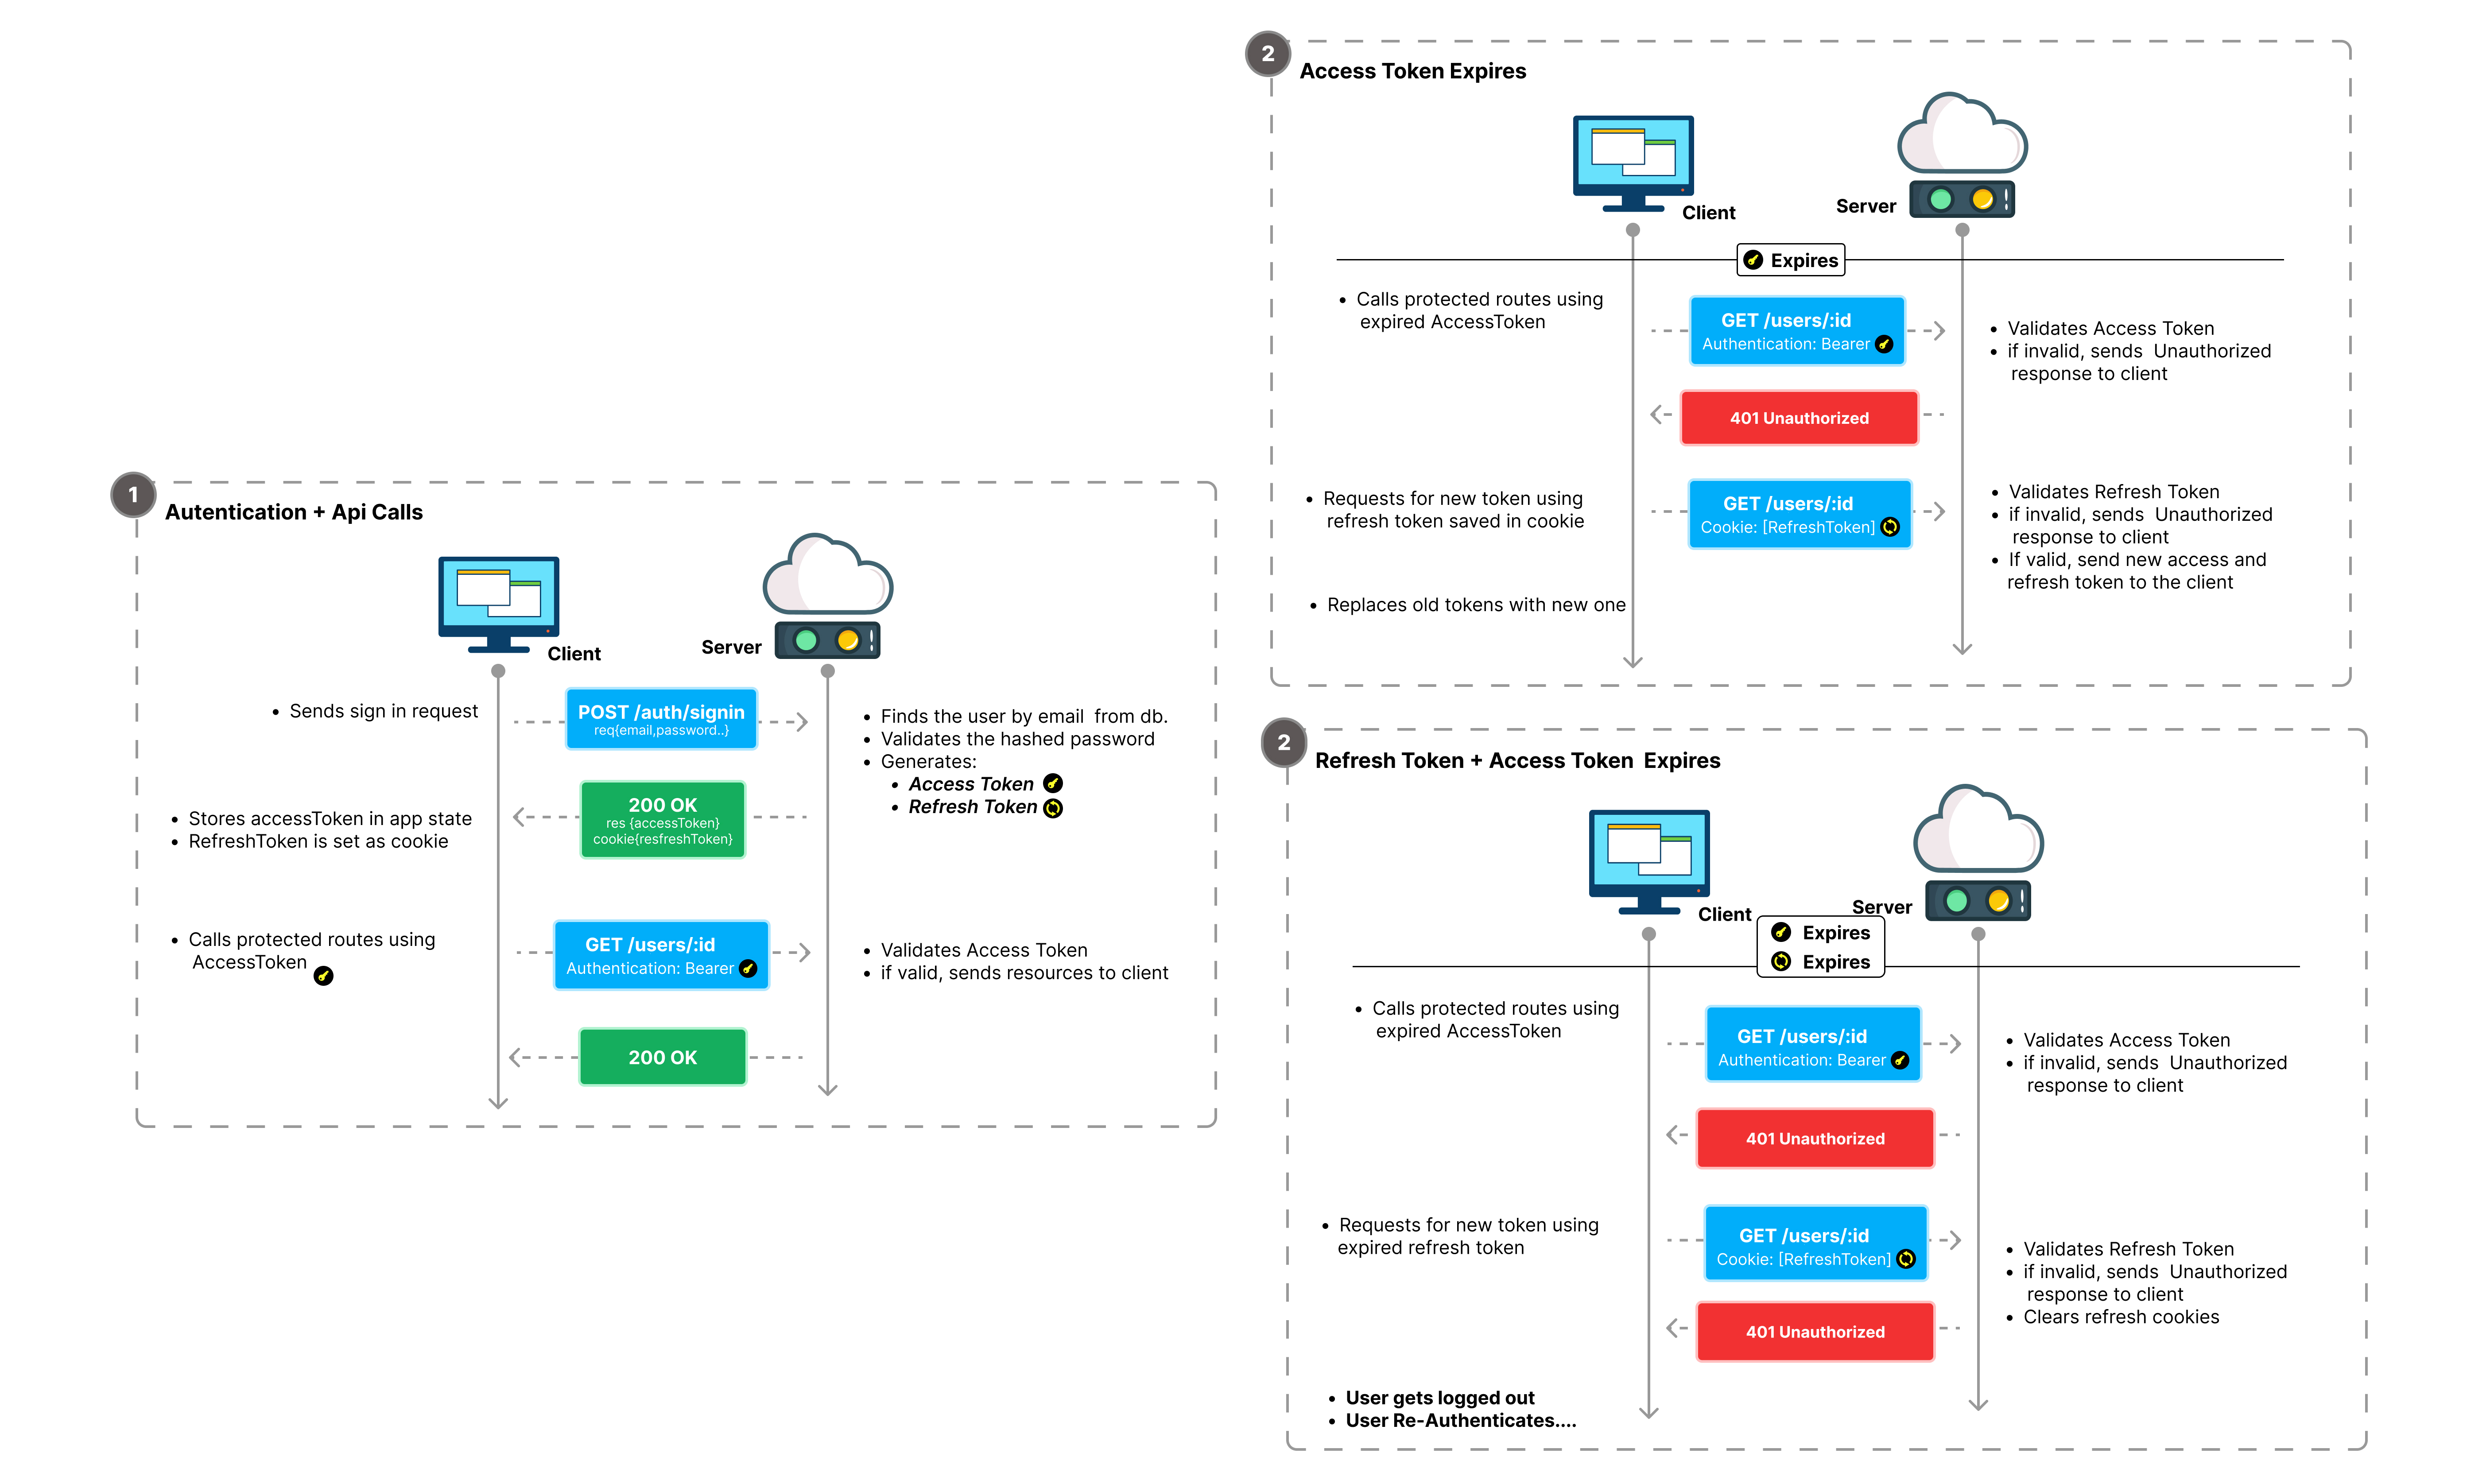 1
Autentication + Api Calls
Client
Server
Sends sign in request
POST /auth/signin
req{email,password..}
Finds the user by email from db.
Validates the hashed password
Generates:
Access Token
Refresh Token
200 OK
res {accessToken}
cookie{resfreshToken}
Stores accessToken in app state
RefreshToken is set as cookie
Calls protected routes using
AccessToken
GET /users/:id
Authentication: Bearer
Validates Access Token
if valid, sends resources to client
200 OK
2
Access Token Expires
Client
Server
Expires
Calls protected routes using
expired AccessToken
GET /users/:id
Authentication: Bearer
Validates Access Token
if invalid, sends Unauthorized
response to client
401 Unauthorized
Requests for new token using
refresh token saved in cookie
GET /users/:id
Cookie: [RefreshToken]
Validates Refresh Token
if invalid, sends Unauthorized
response to client
If valid, send new access and
refresh token to the client
Replaces old tokens with new one
2
Refresh Token + Access Token Expires
Client
Server
Expires
Expires
Calls protected routes using
expired AccessToken
GET /users/:id
Authentication: Bearer
Validates Access Token
if invalid, sends Unauthorized
response to client
401 Unauthorized
Requests for new token using
expired refresh token
GET /users/:id
Cookie: [RefreshToken]
Validates Refresh Token
if invalid, sends Unauthorized
response to client
Clears refresh cookies
401 Unauthorized
User gets logged out
User Re-Authenticates....